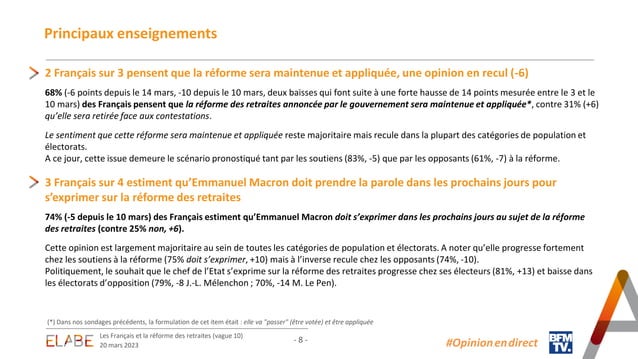 Principaux enseignements
2 Français sur 3 pensent que la réforme sera maintenue et appliquée, une opinion en recul (-6)
68% (-6 points depuis le 14 mars, -10 depuis le 10 mars, deux baisses qui font suite à une forte hausse de 14 points mesurée entre le 3 et le
10 mars) des Français pensent que la réforme des retraites annoncée par le gouvernement sera maintenue et appliquée*, contre 31% (+6)
qu'elle sera retirée face aux contestations.
Le sentiment que cette réforme sera maintenue et appliquée reste majoritaire mais recule dans la plupart des catégories de population et
électorats.
A ce jour, cette issue demeure le scénario pronostiqué tant par les soutiens (83%, -5) que par les opposants (61%, -7) à la réforme.
3 Français sur 4 estiment qu'Emmanuel Macron doit prendre la parole dans les prochains jours pour
s'exprimer sur la réforme des retraites
74% (-5 depuis le 10 mars) des Français estiment qu'Emmanuel Macron doit s'exprimer dans les prochains jours au sujet de la réforme
des retraites (contre 25% non, +6).
Cette opinion est largement majoritaire au sein de toutes les catégories de population et électorats. A noter qu'elle progresse fortement
chez les soutiens à la réforme (75% doit s'exprimer, +10) mais à l'inverse recule chez les opposants (74%, -10).
Politiquement, le souhait que le chef de l'Etat s'exprime sur la réforme des retraites progresse chez ses électeurs (81%, +13) et baisse dans
les électorats d'opposition (79%, -8 J.-L. Mélenchon ; 70%, -14 M. Le Pen).
(*) Dans nos sondages précédents, la formulation de cet item était : elle va "passer" (être votée) et être appliquée
ELABE
Les Français et la réforme des retraites (vague 10)
20 mars 2023
- 8 -
#Opinionendirect
BFM
TV.